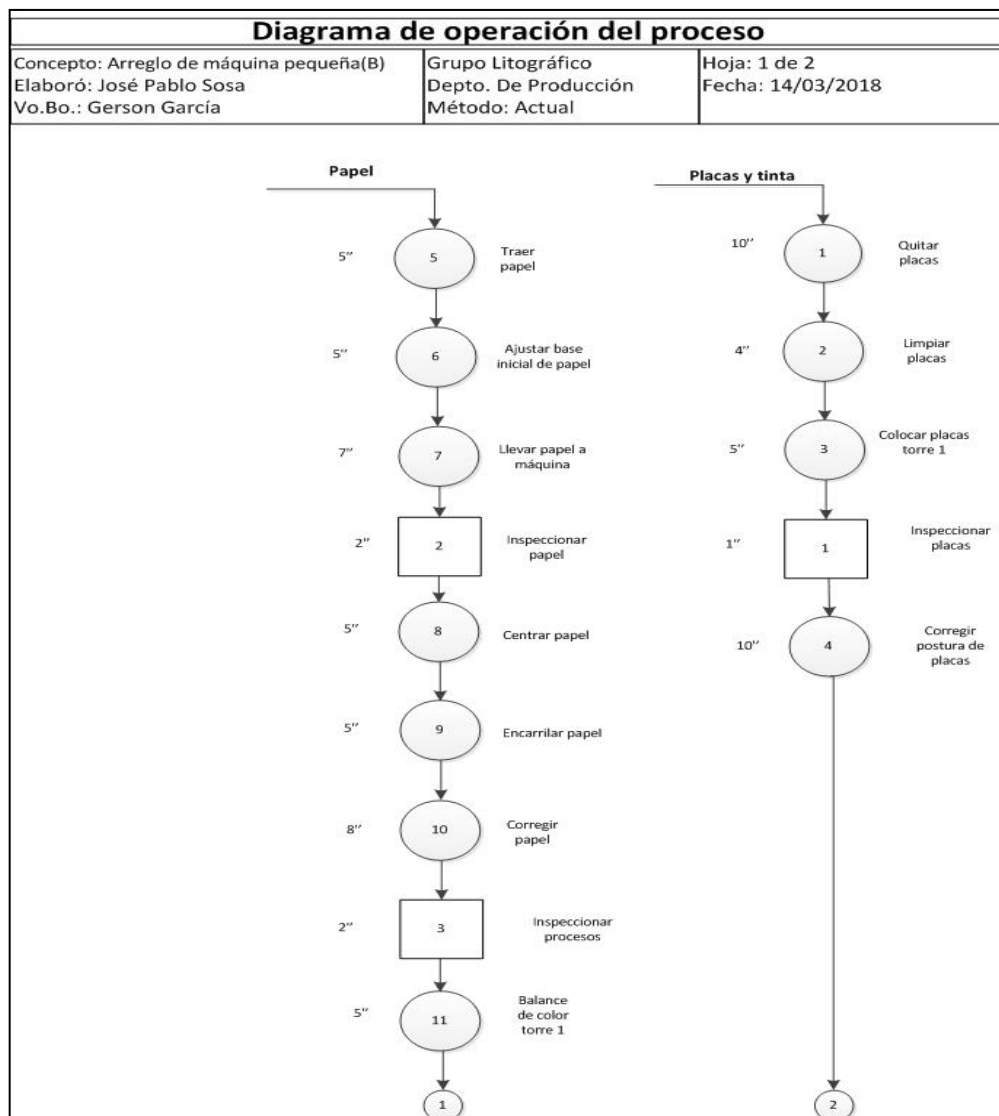 Diagrama de operación del proceso
Concepto: Arreglo de máquina pequeña(B)
Elaboró: José Pablo Sosa
Vo.Bo.: Gerson García
Grupo Litográfico
Depto. De Producción
Método: Actual
Hoja: 1 de 2
Fecha: 14/03/2018
Papel
5’’
5
Traer
papel
5’’
6
Ajustar base
inicial de papel
7’’
7
Llevar papel a
máquina
2’’
2
Inspeccionar
papel
5’’
8
Centrar papel
5’’
9
Encarrilar papel
8’’
10
Corregir
papel
2’’
3
Inspeccionar
procesos
5’’
11
Balance
de color
torre 1
1
Placas y tinta
10’’
1
Quitar
placas
4’’
2
Limpiar
placas
5’’
3
Colocar placas
torre 1
1’’
1
Inspeccionar
placas
10’’
4
Corregir
postura de
placas
2